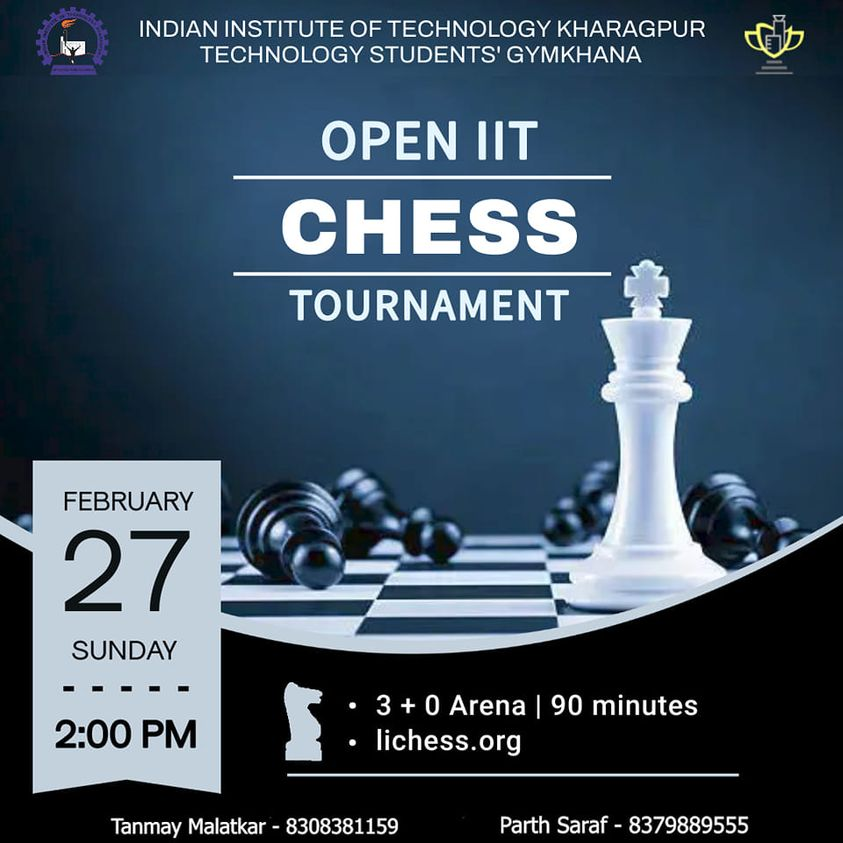 INDIAN INSTITUTE OF TECHNOLOGY KHARAGPUR
TECHNOLOGY STUDENTS' GYMKHANA
OPEN IIT
CHESS
TOURNAMENT
FEBRUARY
27
SUNDAY
2:00 PM
• 3 + 0 Arena | 90 minutes
• lichess.org
Tanmay Malatkar - 8308381159
Parth Saraf - 8379889555